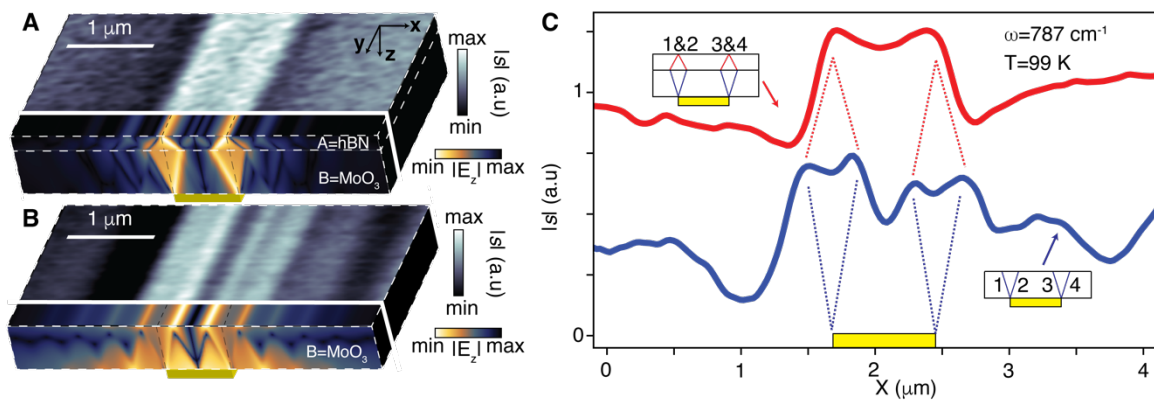 A
1 μm
x
y
z
max
|s| (a.u)
min
A=hBN
B=MoO3
min |Ez| max
B
1 μm
max
|s| (a.u)
min
B=MoO3
min |Ez| max
C
1&2 3&4
ω=787 cm-1
T=99 K
|s| (a.u)
1
0
1 2 3 4
0 1 2 3 4
X (μm)